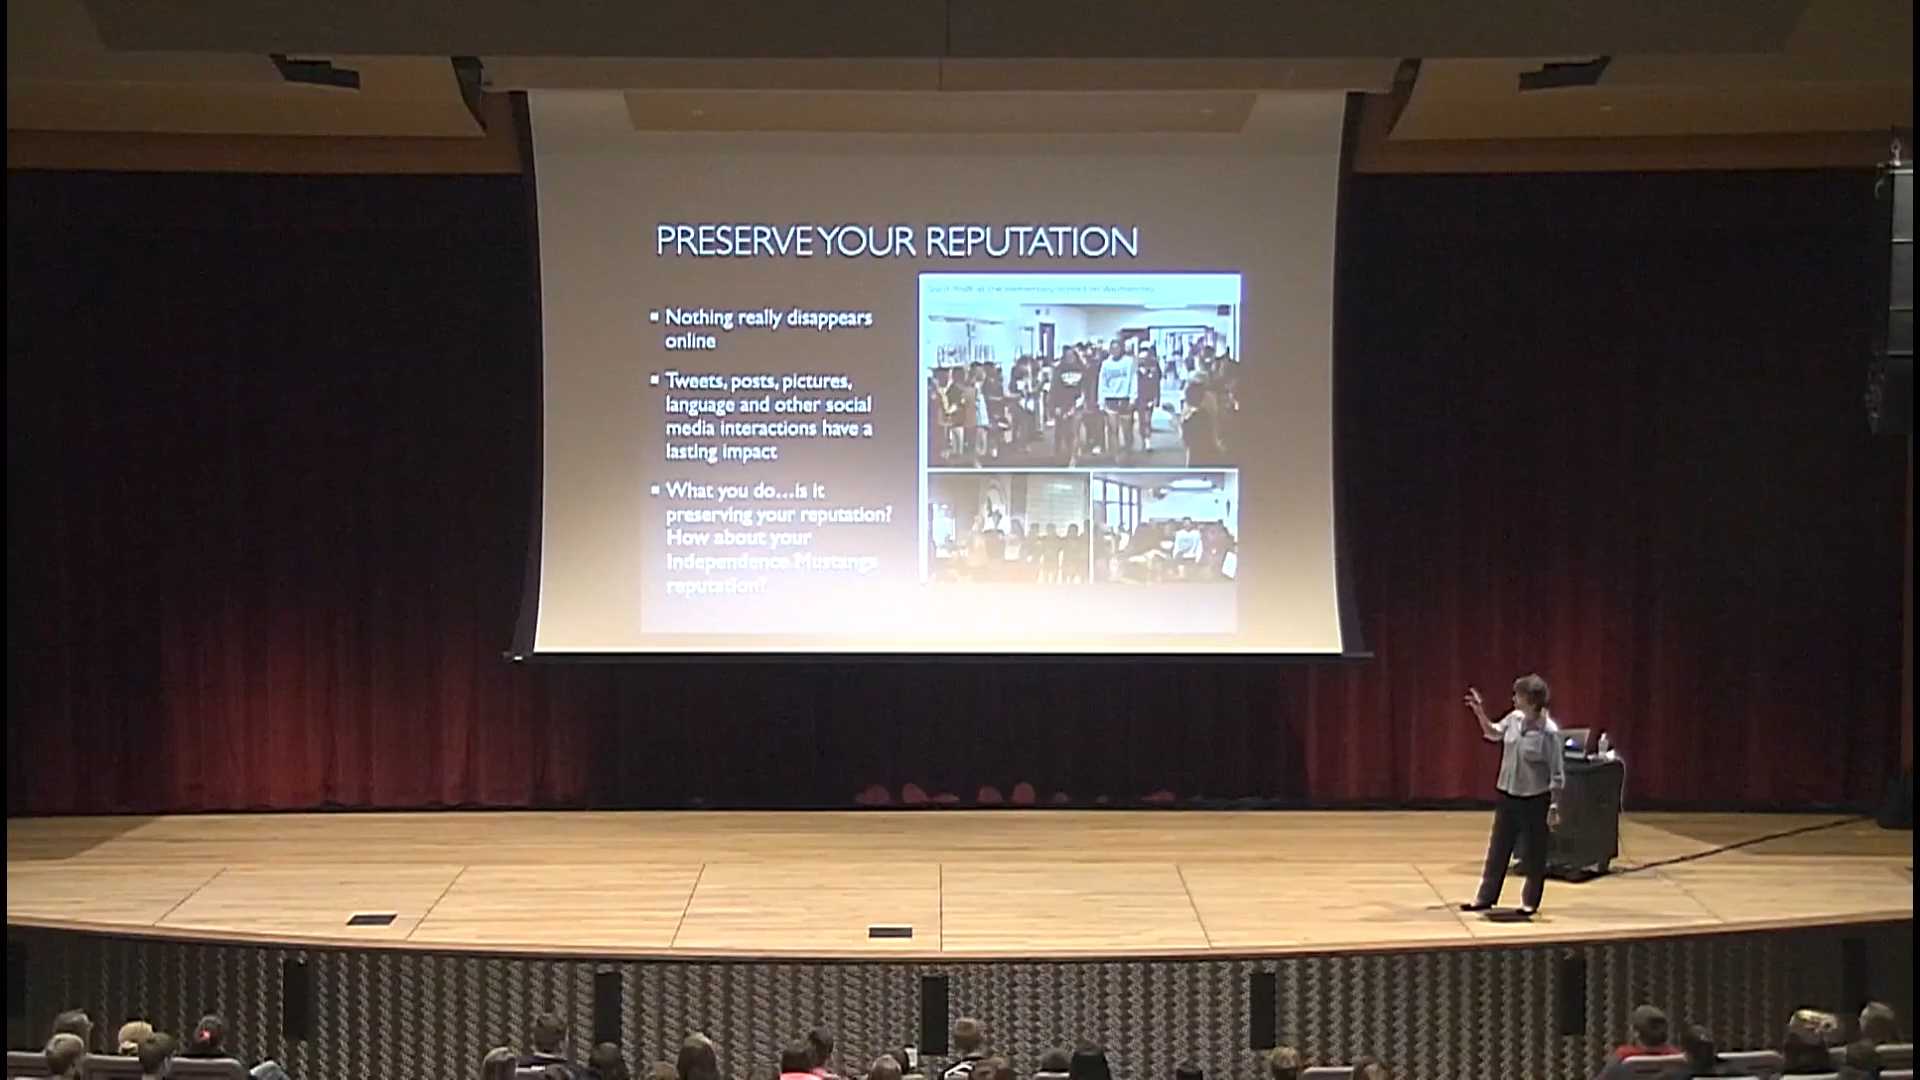 PRESERVE YOUR REPUTATION
Nothing really disappears
online
Tweets, posts, pictures,
language and other social
media interactions have a
lasting impact
What you do...is it
preserving your reputation?
How about your
Independence Mustangs
reputation?